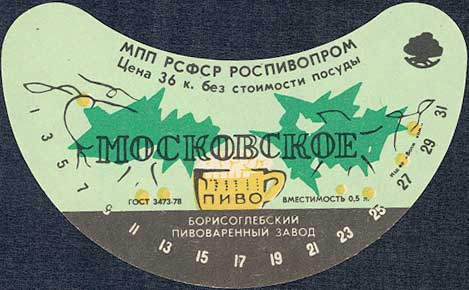 МПП РСФСР РОСПИВОПРОМ
Цена 36 к. без стоимости посуды
МОСКОВСКОЕ
ПИВО
ГОСТ 3473-78
ВМЕСТИМОСТЬ 0,5 л.
БОРИСОГЛЕБСКИЙ
ПИВОВАРЕННЫЙ ЗАВОД
1 3 5 7 9 11 13 15 17 19 21 23 25 27 29 31